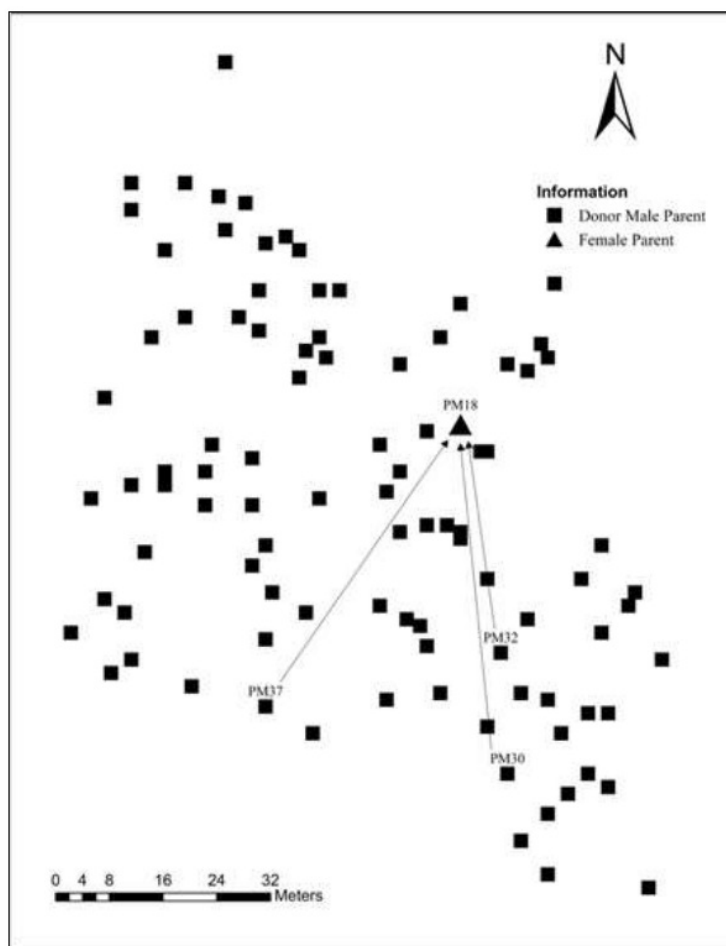 N
Information
Donor Male Parent
Female Parent
PM18
PM32
PM37
PM30
0 4 8 16 24 32
Meters